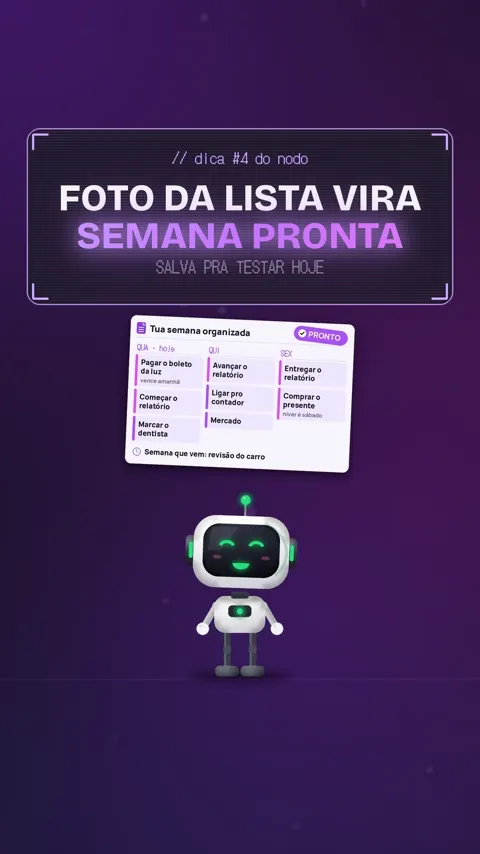 // dica #4 do nodo
FOTO DA LISTA VIRA
SEMANA PRONTA
SALVA PRA TESTAR HOJE
Tua semana organizada
PRONTO
QUA · hoje
Pagar o boleto
da luz
vence amanhã
Começar o
relatório
Marcar o
dentista
QUI
Avançar o
relatório
Ligar pro
contador
Mercado
SEX
Entregar o
relatório
Comprar o
presente
niver é sábado
Semana que vem: revisão do carro